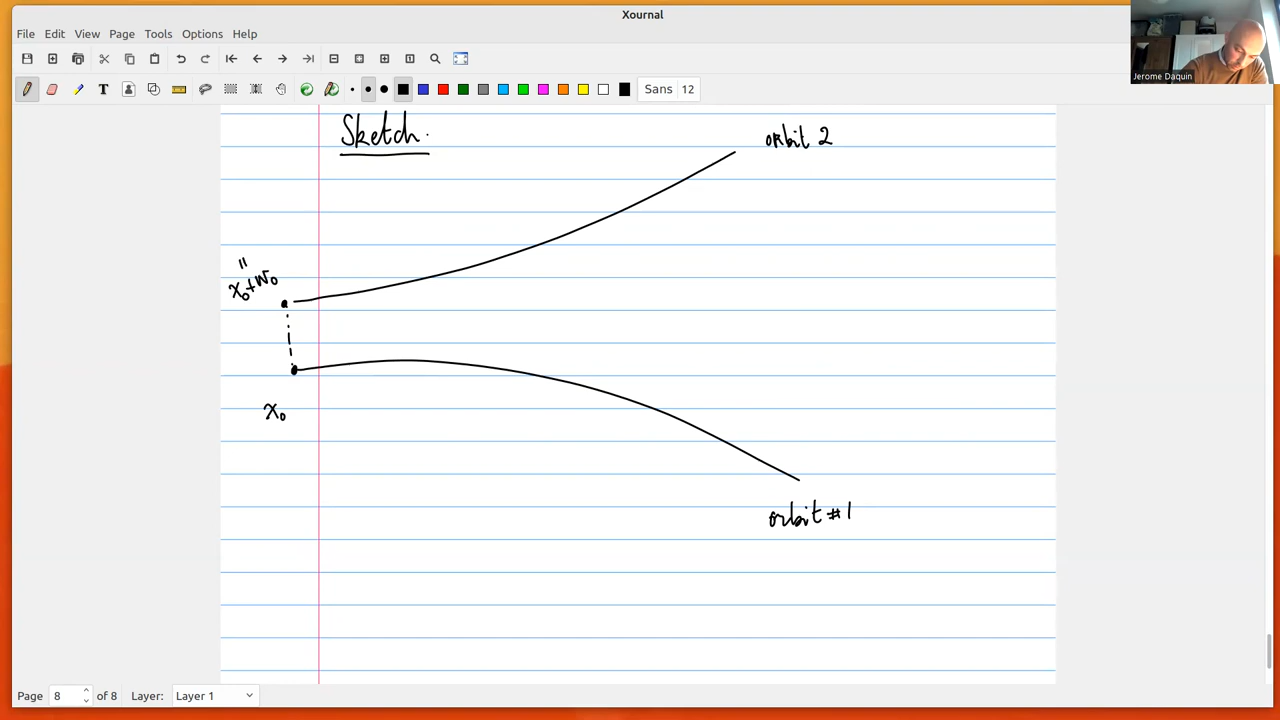 Xournal
File Edit View Page Tools Options Help
Jerome Daquin
Sans 12
Sketch.
orbit 2
"
x₀+w₀
x₀
orbit #1
Page 8 of 8 Layer: Layer 1